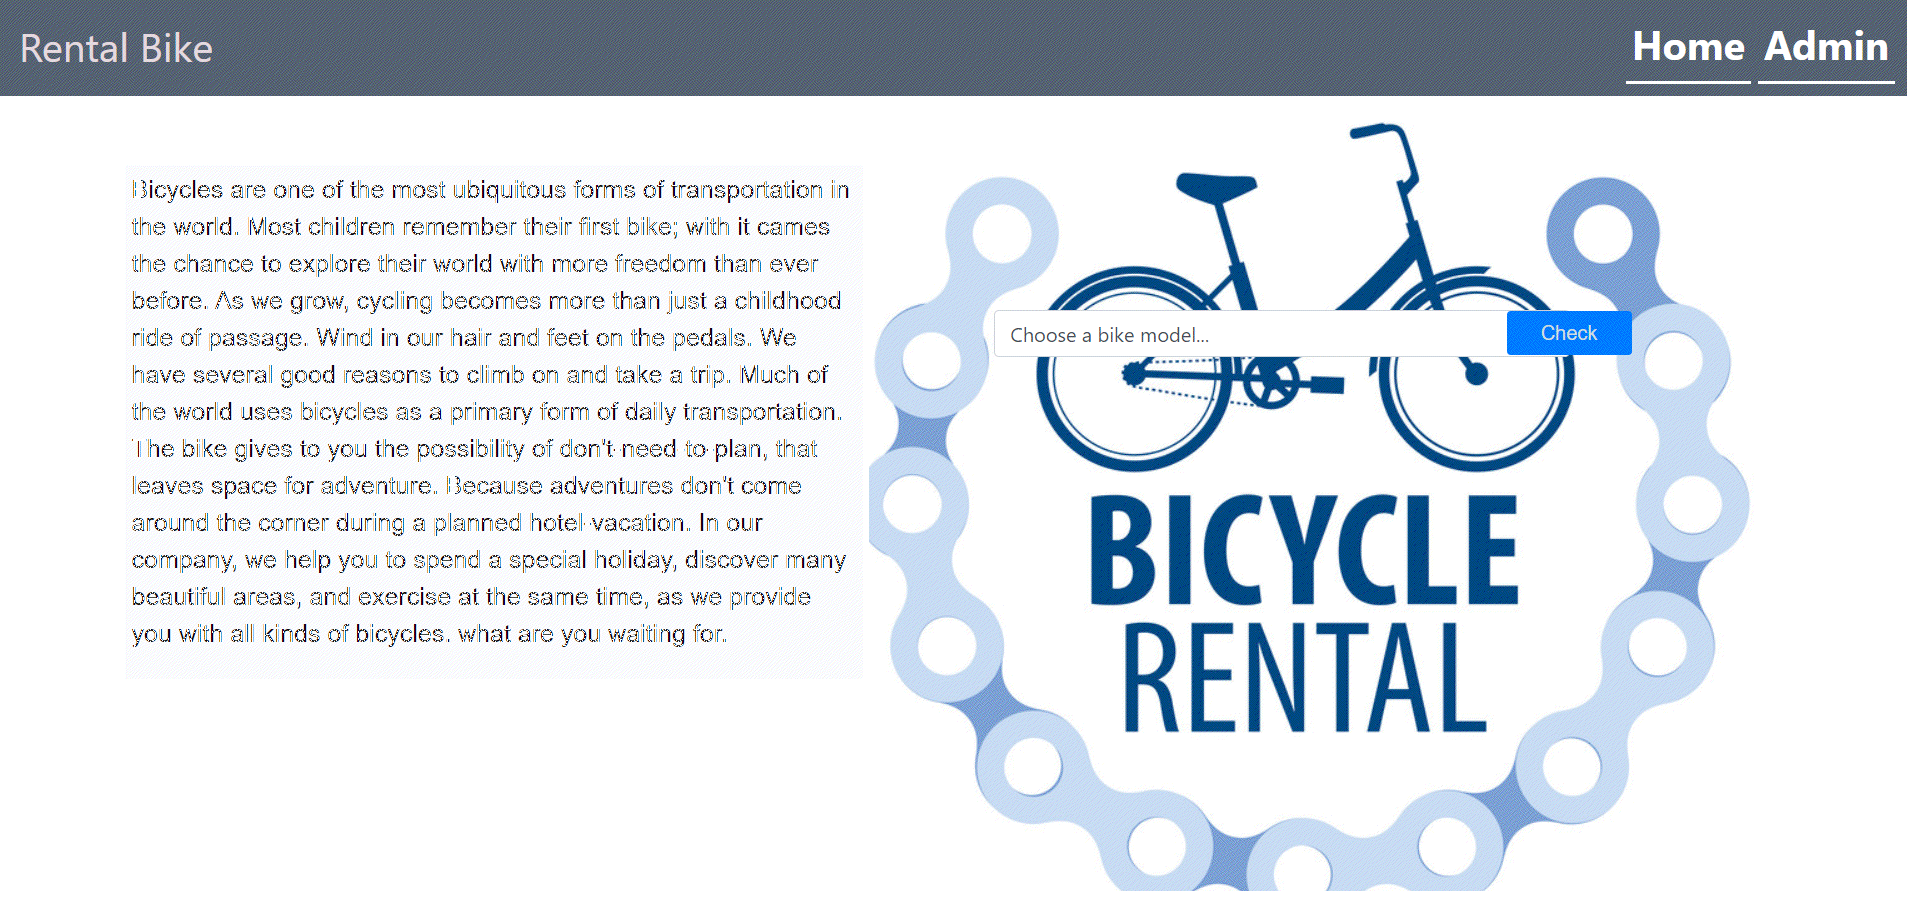 Rental Bike
Home Admin
Bicycles are one of the most ubiquitous forms of transportation in
the world. Most children remember their first bike; with it cames
the chance to explore their world with more freedom than ever
before. As we grow, cycling becomes more than just a childhood
ride of passage. Wind in our hair and feet on the pedals. We
have several good reasons to climb on and take a trip. Much of
the world uses bicycles as a primary form of daily transportation.
The bike gives to you the possibility of don't need to plan, that
leaves space for adventure. Because adventures don't come
around the corner during a planned hotel vacation. In our
company, we help you to spend a special holiday, discover many
beautiful areas, and exercise at the same time, as we provide
you with all kinds of bicycles. what are you waiting for.
Choose a bike model...
Check
BICYCLE
RENTAL